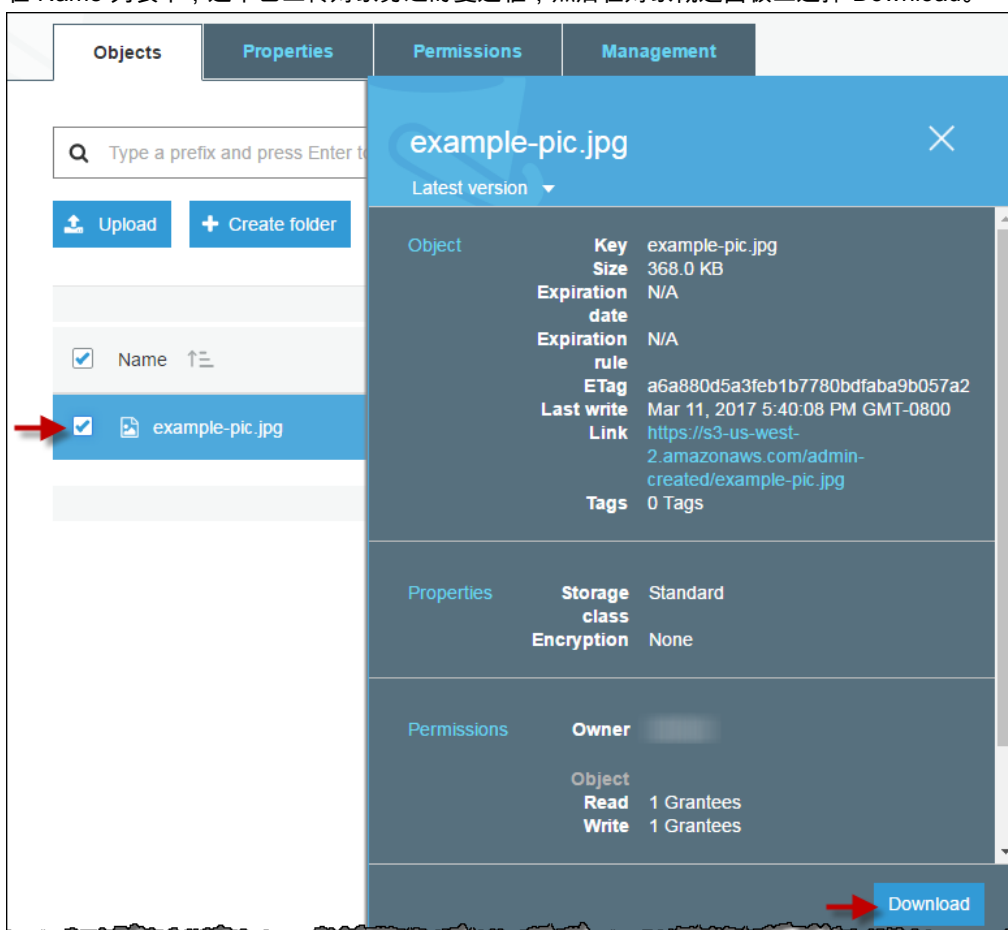 Objects
Properties
Permissions
Management
Type a prefix and press Enter t
Upload
Create folder
Name
example-pic.jpg
example-pic.jpg
Latest version
Object
Key example-pic.jpg
Size 368.0 KB
Expiration N/A
date
Expiration N/A
rule
ETag a6a880d5a3feb1b7780bdfaba9b057a2
Last write Mar 11, 2017 5:40:08 PM GMT-0800
Link https://s3-us-west-
2.amazonaws.com/admin-
created/example-pic.jpg
Tags 0 Tags
Properties
Storage Standard
class
Encryption None
Permissions
Owner
Object
Read 1 Grantees
Write 1 Grantees
Download